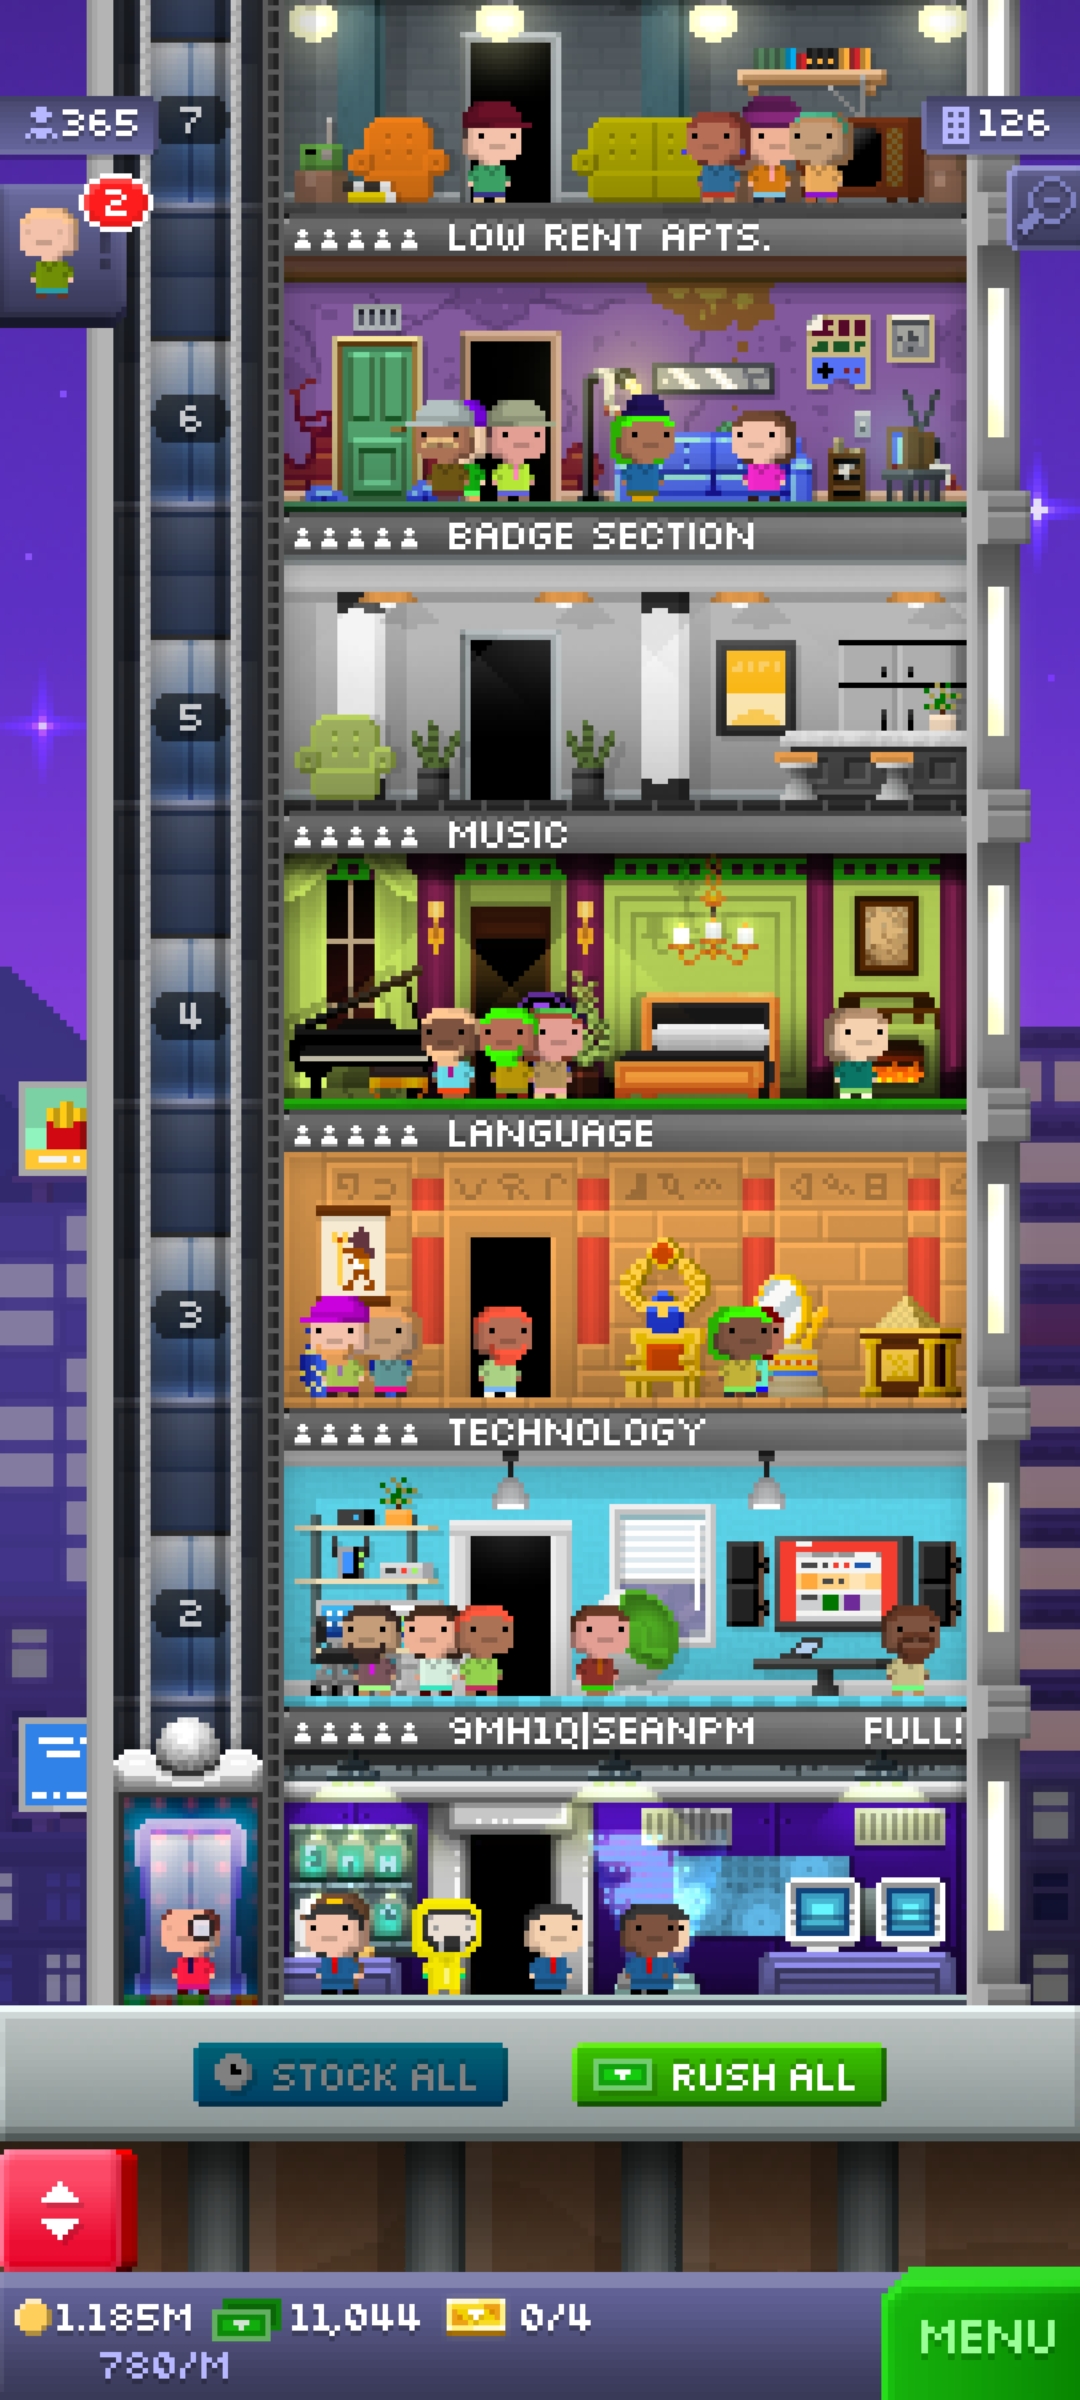 7
365
126
2
LOW RENT APTS.
6
BADGE SECTION
5
MUSIC
4
LANGUAGE
3
TECHNOLOGY
2
9MH1Q|SEANPM FULL!
STOCK ALL
RUSH ALL
1.185M 11,044 0/4
780/M
MENU